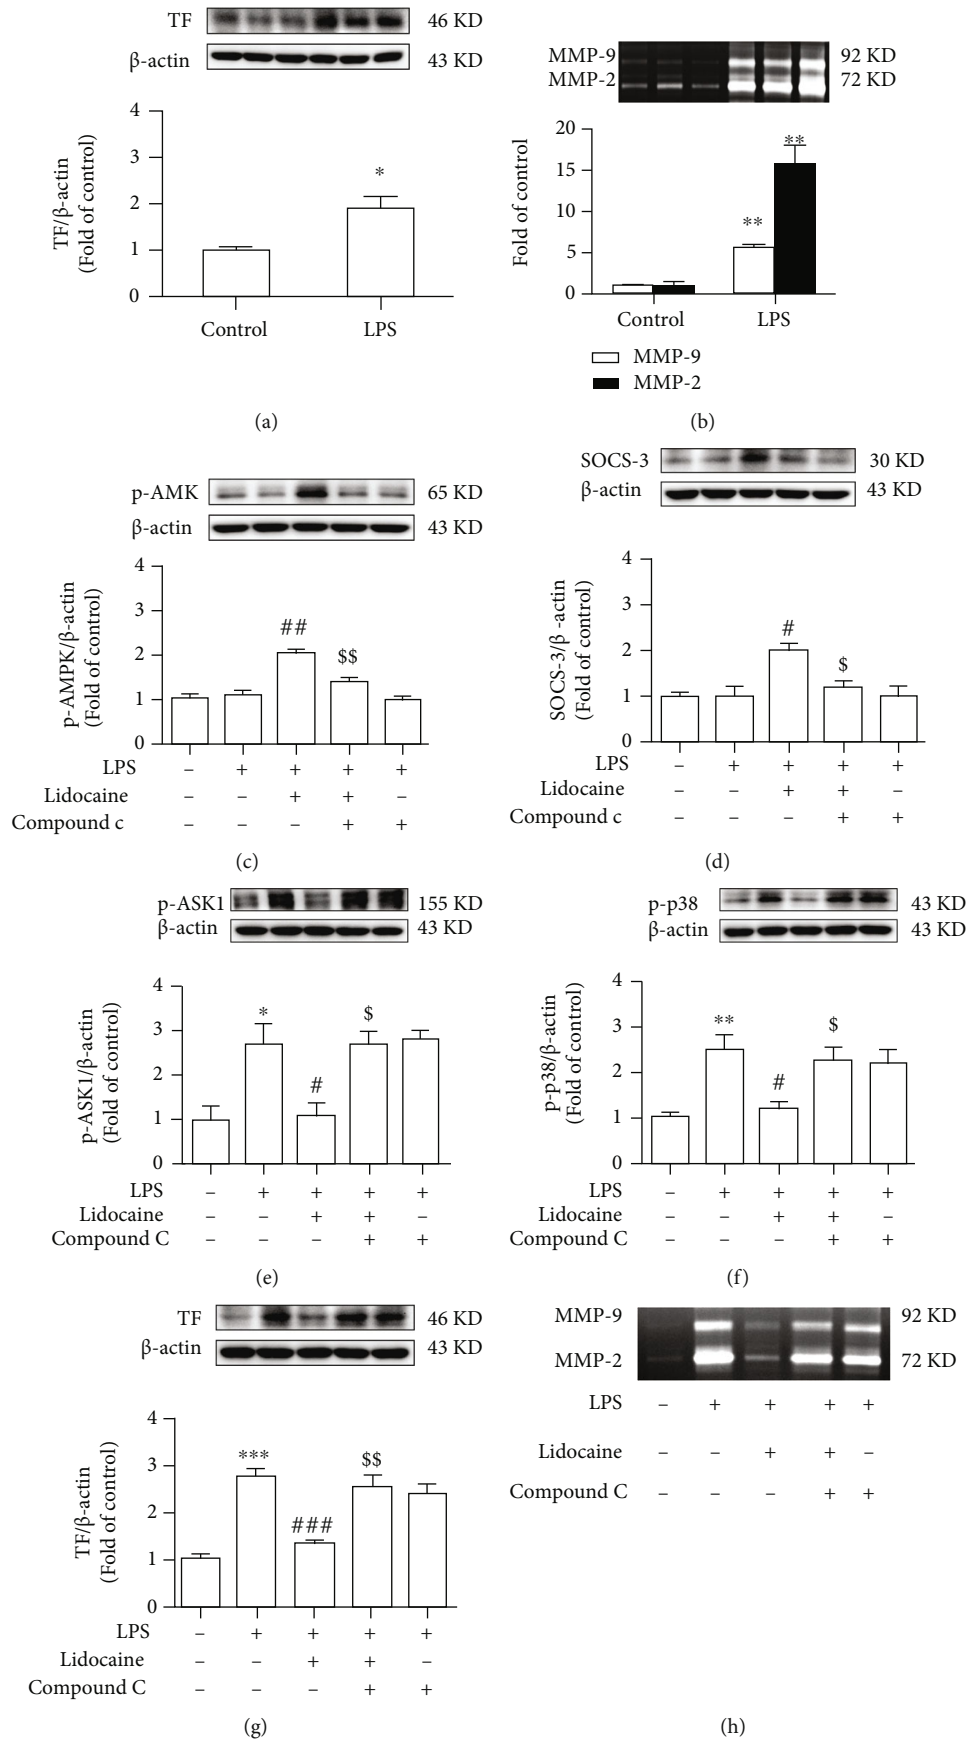 TF 46 KD
β-actin 43 KD
4
3
2
1
0
TF/β-actin
(Fold of control)
*
Control LPS
(a)
MMP-9 92 KD
MMP-2 72 KD
20
15
10
5
0
Fold of control
**
**
Control LPS
MMP-9
MMP-2
(b)
p-AMK 65 KD
β-actin 43 KD
4
3
2
1
0
p-AMPK/β-actin
(Fold of control)
## $$
LPS – + + + +
Lidocaine – – + + –
Compound c – – – + +
(c)
SOCS-3 30 KD
β-actin 43 KD
4
3
2
1
0
SOCS-3/β -actin
(Fold of control)
# $
LPS – + + + +
Lidocaine – – + + –
Compound c – – – + +
(d)
p-ASK1 155 KD
β-actin 43 KD
4
3
2
1
0
p-ASK1/β-actin
(Fold of control)
* # $
LPS – + + + +
Lidocaine – – + + –
Compound C – – – + +
(e)
p-p38 43 KD
β-actin 43 KD
4
3
2
1
0
p-p38/β-actin
(Fold of control)
** # $
LPS – + + + +
Lidocaine – – + + –
Compound C – – – + +
(f)
TF 46 KD
β-actin 43 KD
4
3
2
1
0
TF/β-actin
(Fold of control)
*** ### $$
LPS – + + + +
Lidocaine – – + + –
Compound C – – – + +
(g)
MMP-9 92 KD
MMP-2 72 KD
LPS – + + + +
Lidocaine – – + + –
Compound C – – – + +
(h)